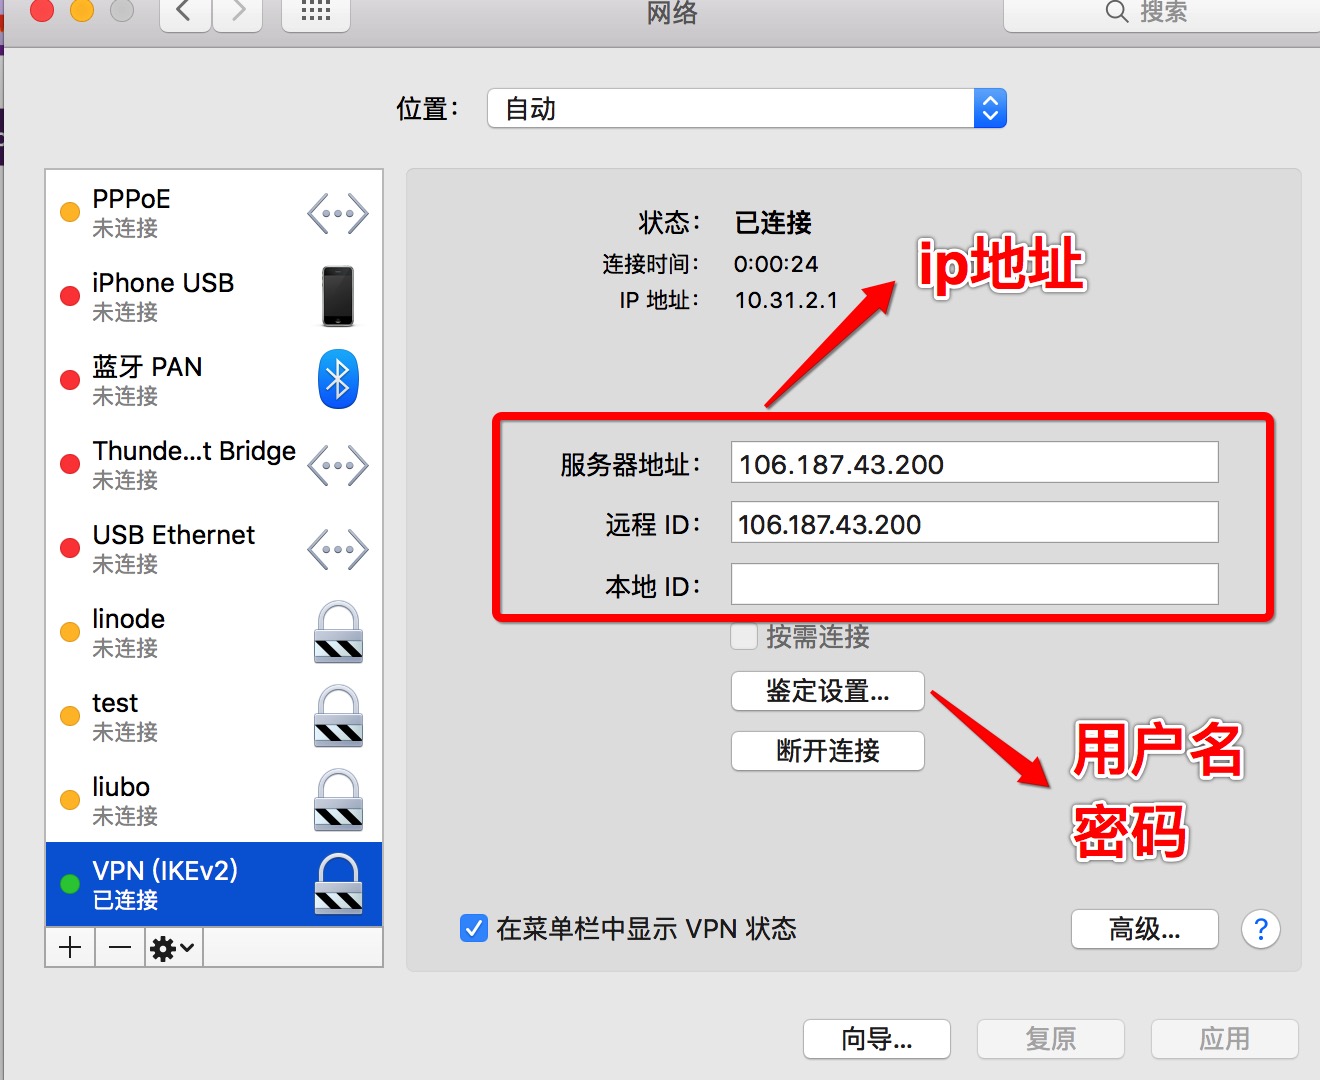 网络
搜索
位置：
自动
PPPoE
未连接
iPhone USB
未连接
蓝牙 PAN
未连接
Thunde...t Bridge
未连接
USB Ethernet
未连接
linode
未连接
test
未连接
liubo
未连接
VPN (IKEv2)
已连接
状态： 已连接
连接时间： 0:00:24
IP 地址： 10.31.2.1
ip地址
服务器地址： 106.187.43.200
远程 ID： 106.187.43.200
本地 ID：
按需连接
鉴定设置...
断开连接
用户名
密码
在菜单栏中显示 VPN 状态
高级...
?
向导...
复原
应用